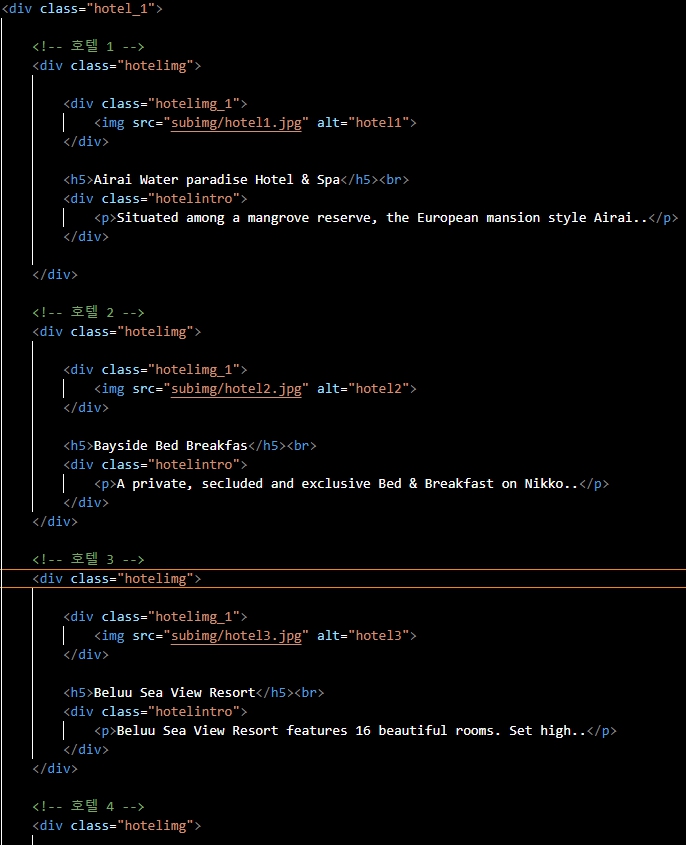 <div class="hotel_1">
<!-- 호텔 1 -->
<div class="hotelimg">
<div class="hotelimg_1">
<img src="subimg/hotel1.jpg" alt="hotel1">
</div>
<h5>Airai Water paradise Hotel & Spa</h5><br>
<div class="hotelintro">
<p>Situated among a mangrove reserve, the European mansion style Airai..</p>
</div>
</div>
<!-- 호텔 2 -->
<div class="hotelimg">
<div class="hotelimg_1">
<img src="subimg/hotel2.jpg" alt="hotel2">
</div>
<h5>Bayside Bed Breakfas</h5><br>
<div class="hotelintro">
<p>A private, secluded and exclusive Bed & Breakfast on Nikko..</p>
</div>
</div>
<!-- 호텔 3 -->
<div class="hotelimg">
<div class="hotelimg_1">
<img src="subimg/hotel3.jpg" alt="hotel3">
</div>
<h5>Beluu Sea View Resort</h5><br>
<div class="hotelintro">
<p>Beluu Sea View Resort features 16 beautiful rooms. Set high..</p>
</div>
</div>
<!-- 호텔 4 -->
<div class="hotelimg">